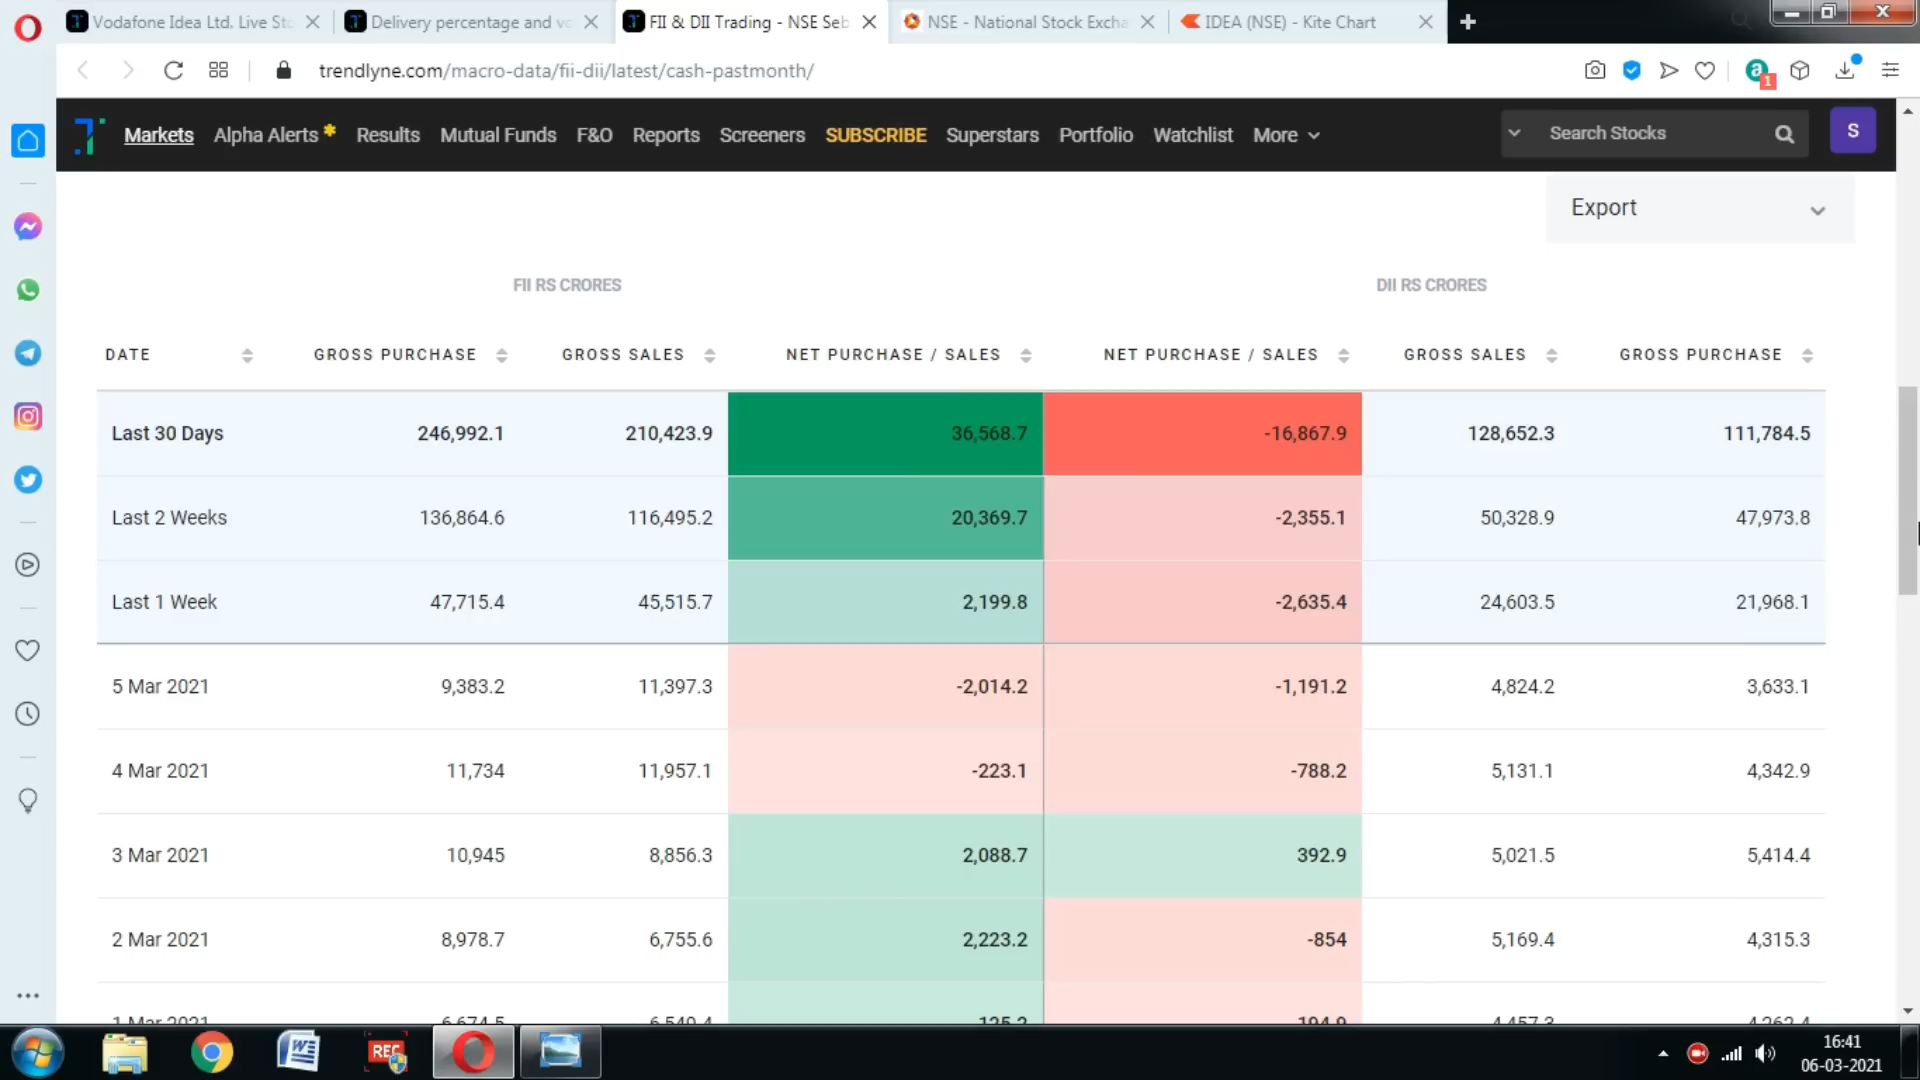 Vodafone Idea Ltd. Live Sto
Delivery percentage and vo
FII & DII Trading - NSE Seb
NSE - National Stock Excha
IDEA (NSE) - Kite Chart
trendlyne.com/macro-data/fii-dii/latest/cash-pastmonth/
a 1
Markets Alpha Alerts Results Mutual Funds F&O Reports Screeners SUBSCRIBE Superstars Portfolio Watchlist More Search Stocks S
Export
FII RS CRORES DII RS CRORES
DATE GROSS PURCHASE GROSS SALES NET PURCHASE / SALES NET PURCHASE / SALES GROSS SALES GROSS PURCHASE
Last 30 Days 246,992.1 210,423.9 36,568.7 -16,867.9 128,652.3 111,784.5
Last 2 Weeks 136,864.6 116,495.2 20,369.7 -2,355.1 50,328.9 47,973.8
Last 1 Week 47,715.4 45,515.7 2,199.8 -2,635.4 24,603.5 21,968.1
5 Mar 2021 9,383.2 11,397.3 -2,014.2 -1,191.2 4,824.2 3,633.1
4 Mar 2021 11,734 11,957.1 -223.1 -788.2 5,131.1 4,342.9
3 Mar 2021 10,945 8,856.3 2,088.7 392.9 5,021.5 5,414.4
2 Mar 2021 8,978.7 6,755.6 2,223.2 -854 5,169.4 4,315.3
1 Mar 2021
REC
16:41
06-03-2021